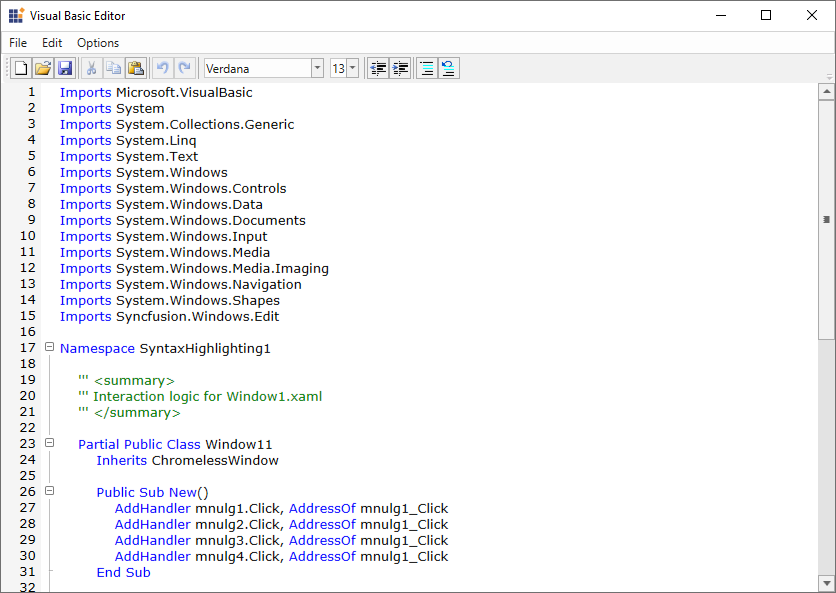 Visual Basic Editor
File Edit Options
Verdana 13
1 Imports Microsoft.VisualBasic
2 Imports System
3 Imports System.Collections.Generic
4 Imports System.Linq
5 Imports System.Text
6 Imports System.Windows
7 Imports System.Windows.Controls
8 Imports System.Windows.Data
9 Imports System.Windows.Documents
10 Imports System.Windows.Input
11 Imports System.Windows.Media
12 Imports System.Windows.Media.Imaging
13 Imports System.Windows.Navigation
14 Imports System.Windows.Shapes
15 Imports Syncfusion.Windows.Edit
16
17 Namespace SyntaxHighlighting1
18
19 ''' <summary>
20 ''' Interaction logic for Window1.xaml
21 ''' </summary>
22
23 Partial Public Class Window11
24 Inherits ChromelessWindow
25
26 Public Sub New()
27 AddHandler mnulg1.Click, AddressOf mnulg1_Click
28 AddHandler mnulg2.Click, AddressOf mnulg1_Click
29 AddHandler mnulg3.Click, AddressOf mnulg1_Click
30 AddHandler mnulg4.Click, AddressOf mnulg1_Click
31 End Sub
32